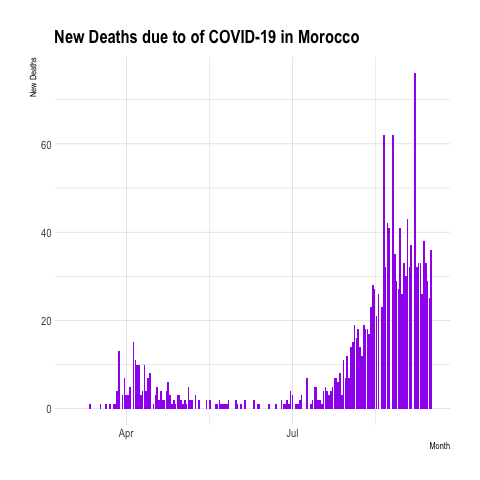 New Deaths due to of COVID-19 in Morocco
New Deaths
60
40
20
0
Apr
Jul
Month